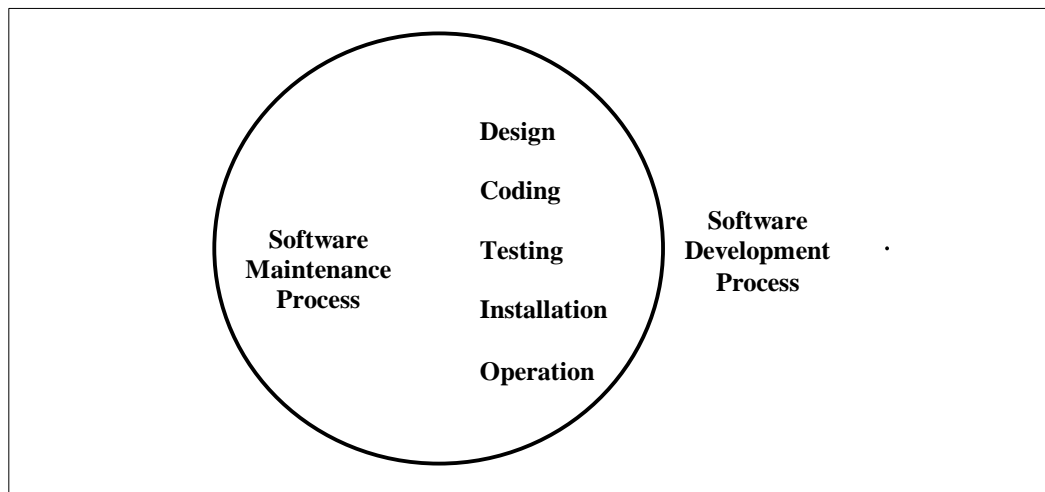 Software
Maintenance
Process
Design
Coding
Testing
Installation
Operation
Software
Development
Process
.